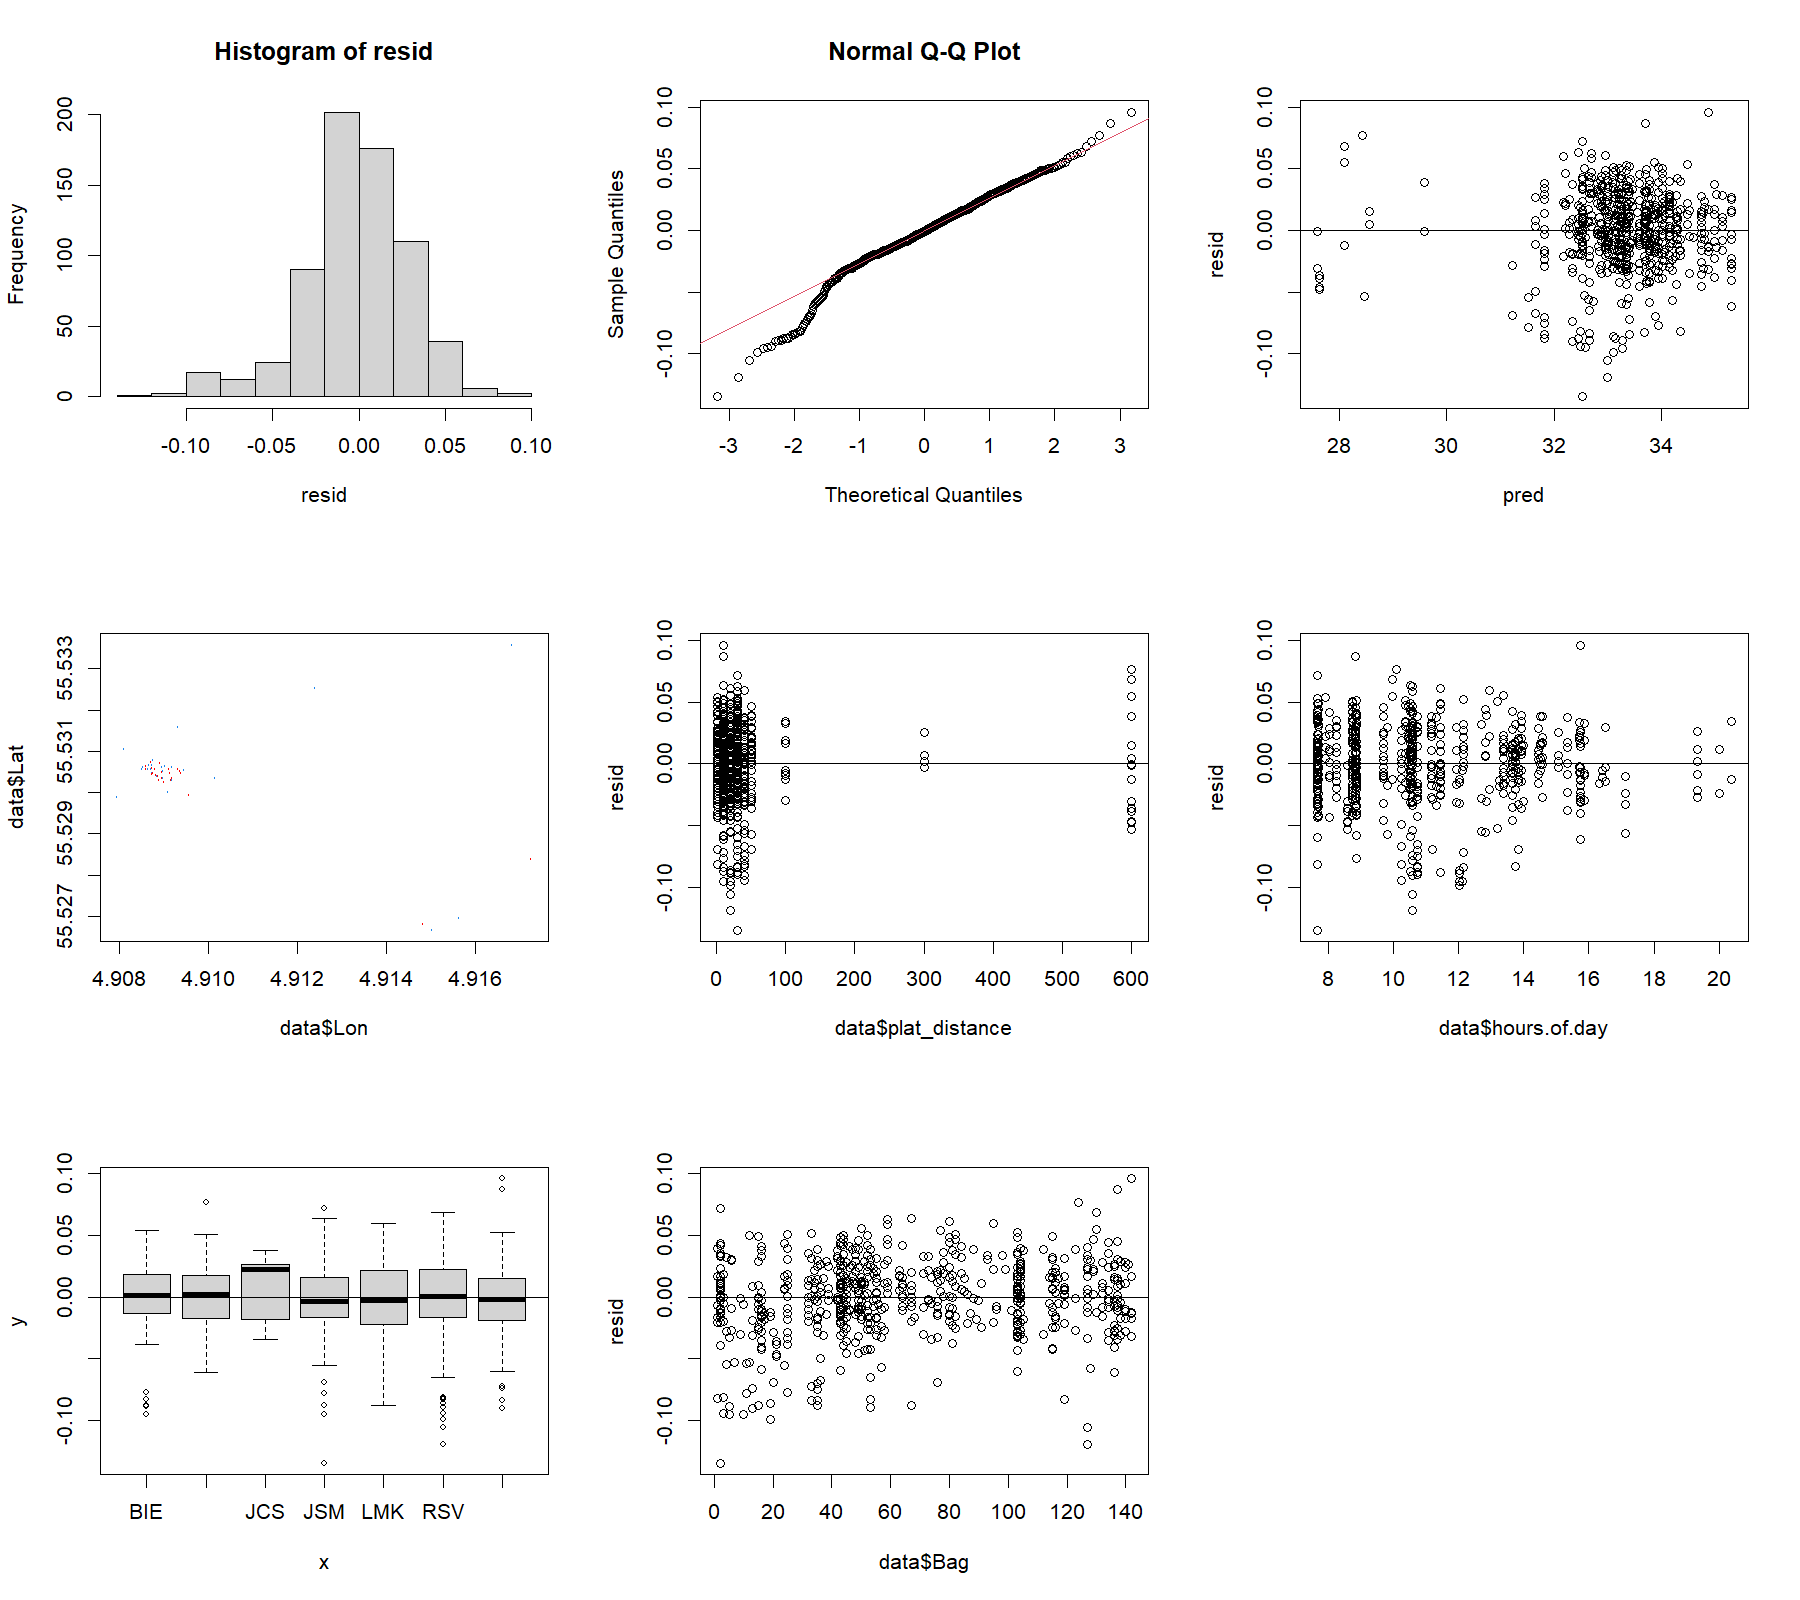 Histogram of resid
Frequency
0 50 100 150 200
-0.10 -0.05 0.00 0.05 0.10
resid
Normal Q-Q Plot
Sample Quantiles
-0.10 0.00 0.05 0.10
-3 -2 -1 0 1 2 3
Theoretical Quantiles
resid
-0.10 0.00 0.05 0.10
28 30 32 34
pred
data$Lat
55.527 55.529 55.531 55.533
4.908 4.910 4.912 4.914 4.916
data$Lon
resid
-0.10 0.00 0.05 0.10
0 100 200 300 400 500 600
data$plat_distance
resid
-0.10 0.00 0.05 0.10
8 10 12 14 16 18 20
data$hours.of.day
y
-0.10 0.00 0.05 0.10
BIE JCS JSM LMK RSV
x
resid
-0.10 0.00 0.05 0.10
0 20 40 60 80 100 120 140
data$Bag